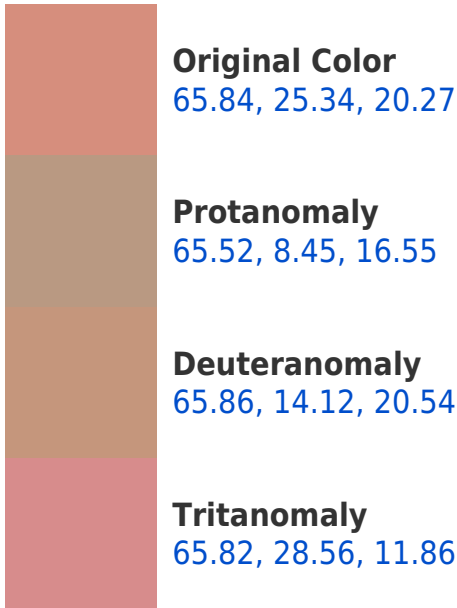 Original Color
65.84, 25.34, 20.27
Protanomaly
65.52, 8.45, 16.55
Deuteranomaly
65.86, 14.12, 20.54
Tritanomaly
65.82, 28.56, 11.86